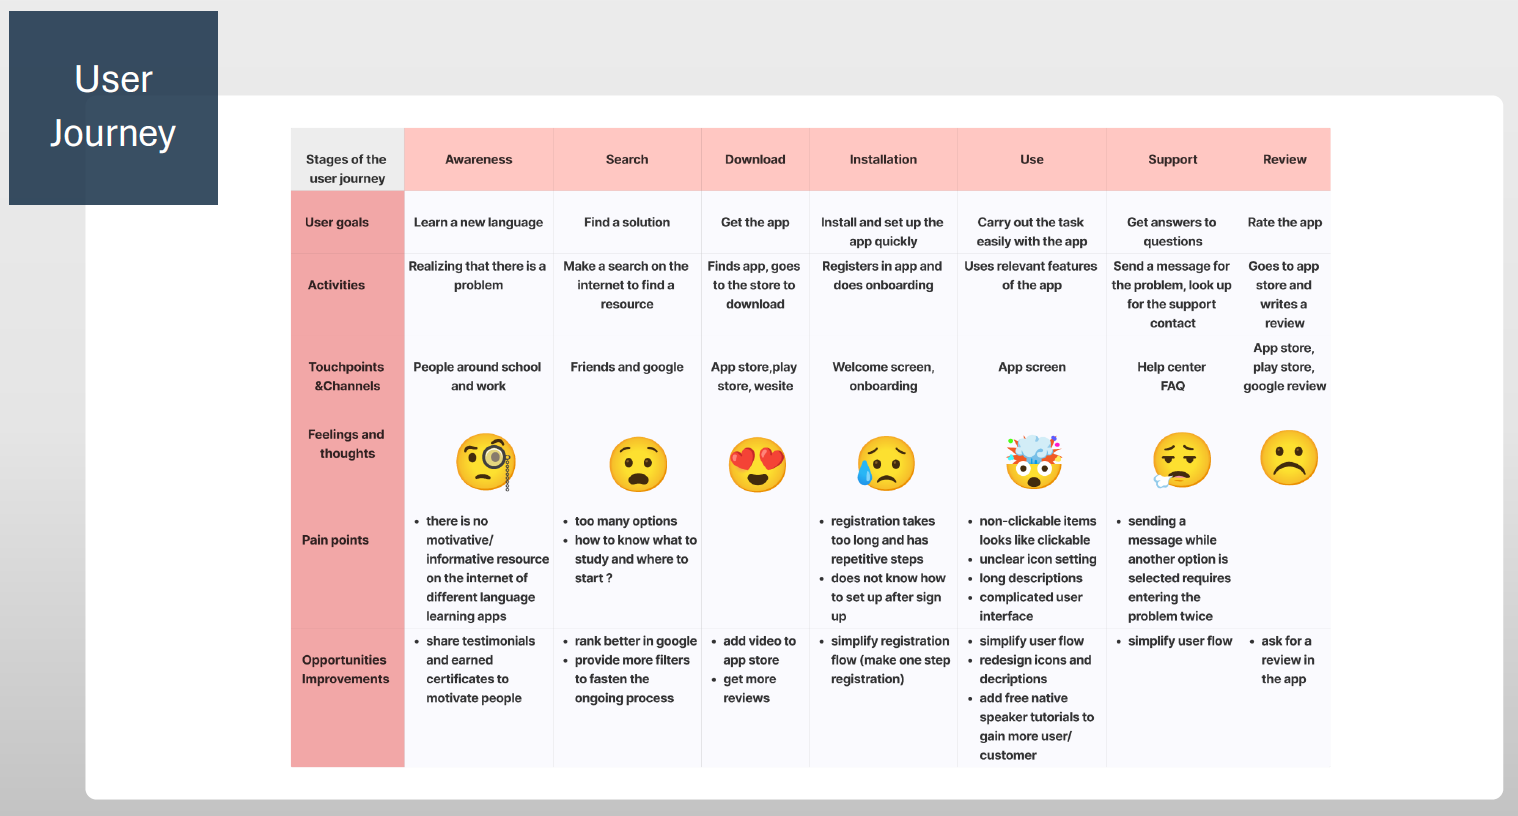 User
Journey
Stages of the
user journey
Awareness
Search
Download
Installation
Use
Support
Review
User goals
Learn a new language
Find a solution
Get the app
Install and set up the
app quickly
Carry out the task
easily with the app
Get answers to
questions
Rate the app
Activities
Realizing that there is a
problem
Make a search on the
internet to find a
resource
Finds app, goes
to the store to
download
Registers in app and
does onboarding
Uses relevant features
of the app
Send a message for
the problem, look up
for the support
contact
Goes to app
store and
writes a
review
Touchpoints
&Channels
People around school
and work
Friends and google
App store,play
store, wesite
Welcome screen,
onboarding
App screen
Help center
FAQ
App store,
play store,
google review
Feelings and
thoughts
Pain points
• there is no
motivative/
informative resource
on the internet of
different language
learning apps
• too many options
• how to know what to
study and where to
start ?
• registration takes
too long and has
repetitive steps
• does not know how
to set up after sign
up
• non-clickable items
looks like clickable
• unclear icon setting
• long descriptions
• complicated user
interface
• sending a
message while
another option is
selected requires
entering the
problem twice
Opportunities
Improvements
• share testimonials
and earned
certificates to
motivate people
• rank better in google
• provide more filters
to fasten the
ongoing process
• add video to
app store
• get more
reviews
• simplify registration
flow (make one step
registration)
• simplify user flow
• redesign icons and
decriptions
• add free native
speaker tutorials to
gain more user/
customer
• simplify user flow
• ask for a
review in
the app